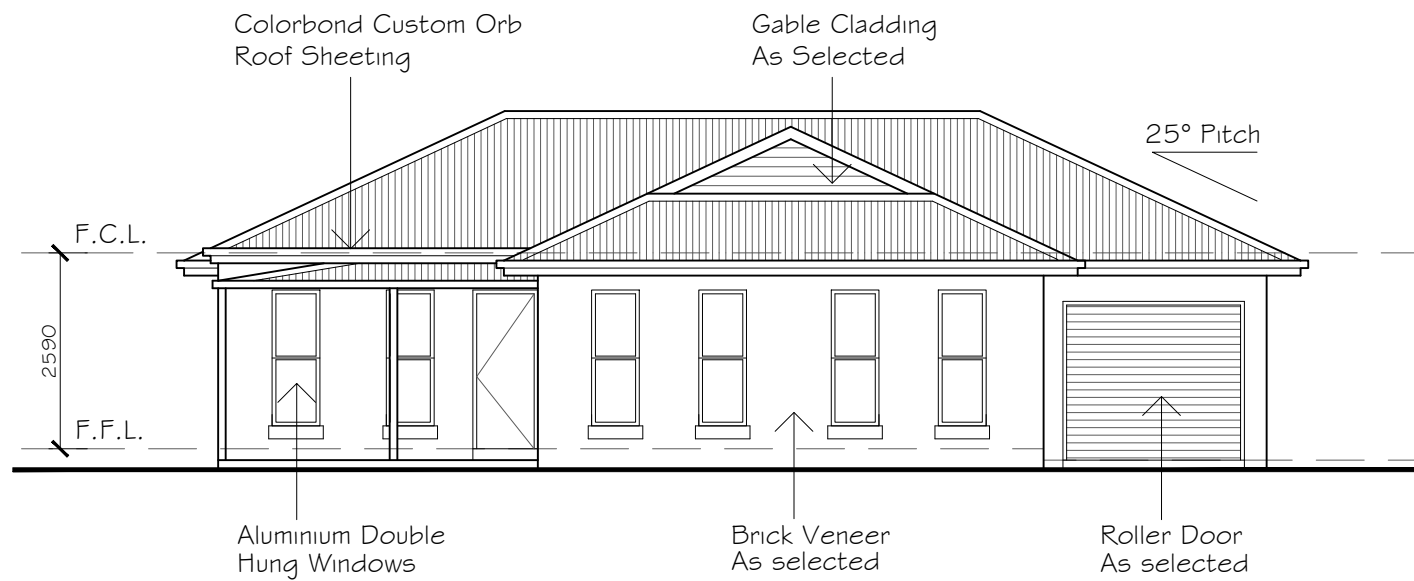 Colorbond Custom Orb
Roof Sheeting
Gable Cladding
As Selected
25° Pitch
F.C.L.
2590
F.F.L.
Aluminium Double
Hung Windows
Brick Veneer
As selected
Roller Door
As selected